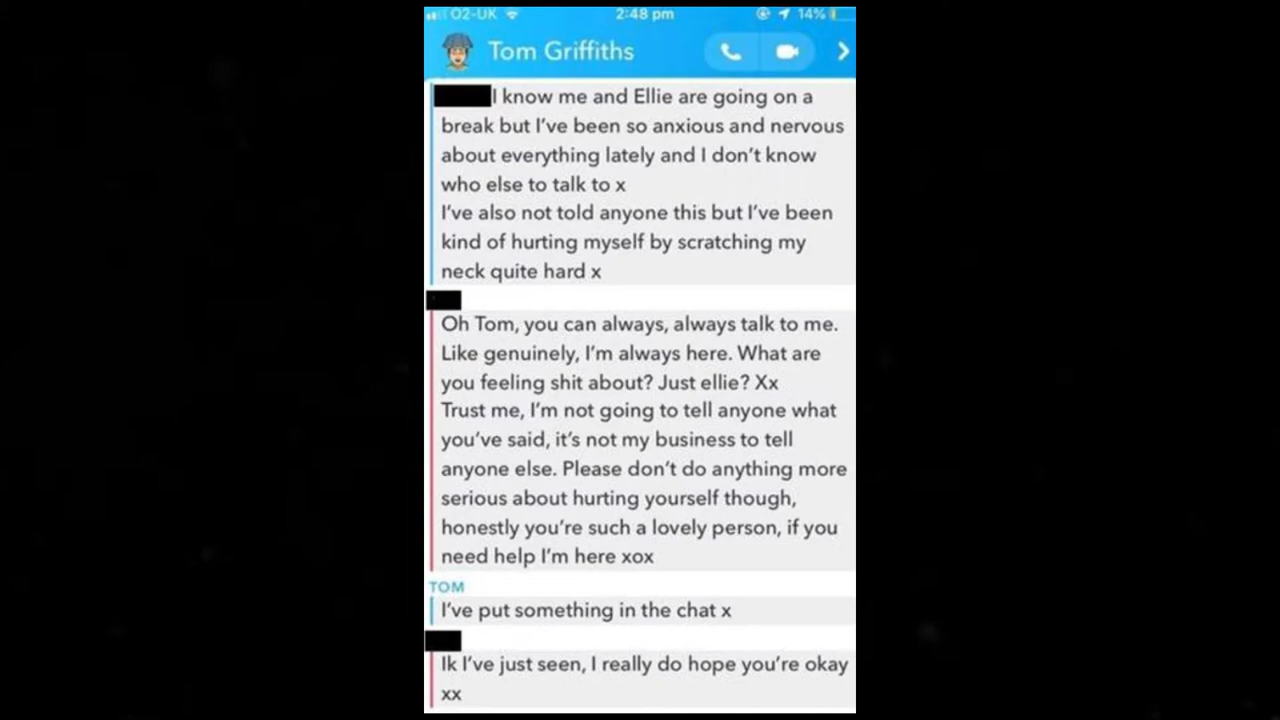 O2-UK 2:48 pm 14%
Tom Griffiths
I know me and Ellie are going on a
break but I've been so anxious and nervous
about everything lately and I don't know
who else to talk to x
I've also not told anyone this but I've been
kind of hurting myself by scratching my
neck quite hard x
Oh Tom, you can always, always talk to me.
Like genuinely, I'm always here. What are
you feeling shit about? Just ellie? Xx
Trust me, I'm not going to tell anyone what
you've said, it's not my business to tell
anyone else. Please don't do anything more
serious about hurting yourself though,
honestly you're such a lovely person, if you
need help I'm here xox
TOM
I've put something in the chat x
Ik I've just seen, I really do hope you're okay
xx